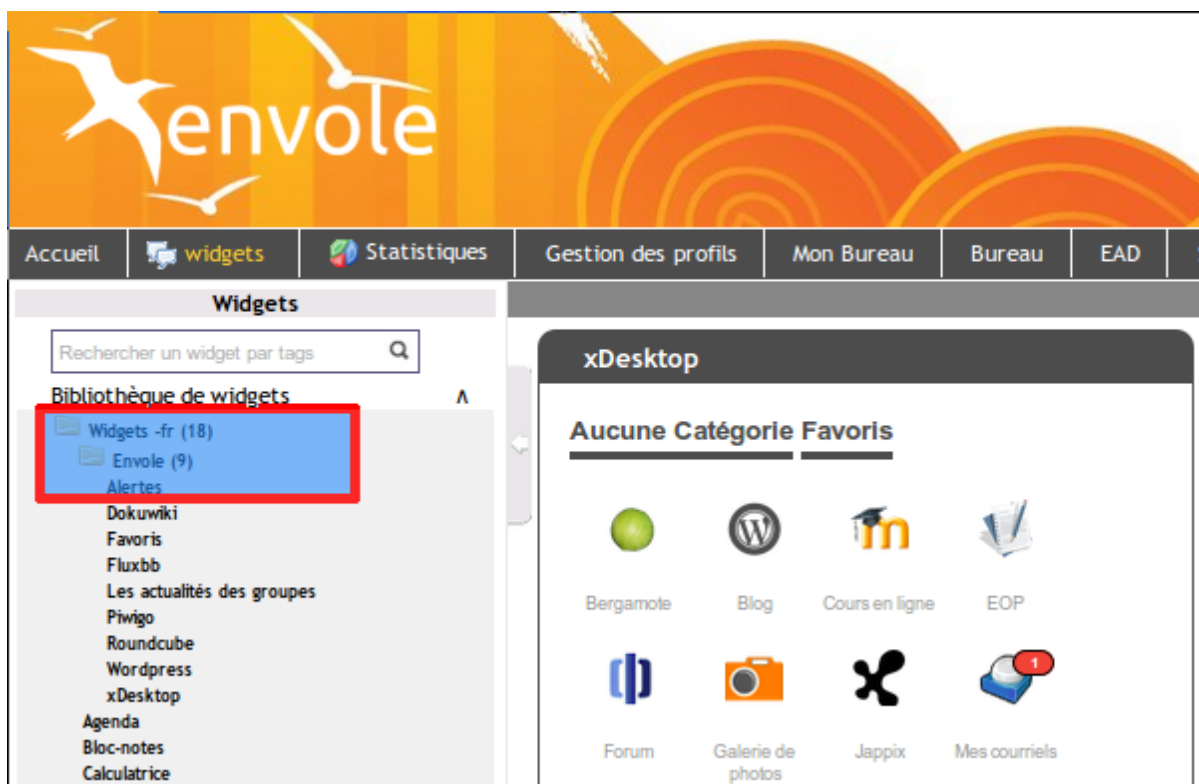 envole
Accueil widgets Statistiques Gestion des profils Mon Bureau Bureau EAD
Widgets
Rechercher un widget par tags
Bibliothèque de widgets
Widgets -fr (18)
Envole (9)
Alertes
Dokuwiki
Favoris
Fluxbb
Les actualités des groupes
Piwigo
Roundcube
Wordpress
xDesktop
Agenda
Bloc-notes
Calculatrice
xDesktop
Aucune Catégorie Favoris
Bergamote Blog Cours en ligne EOP
1
Forum Galerie de photos Jappix Mes courriels